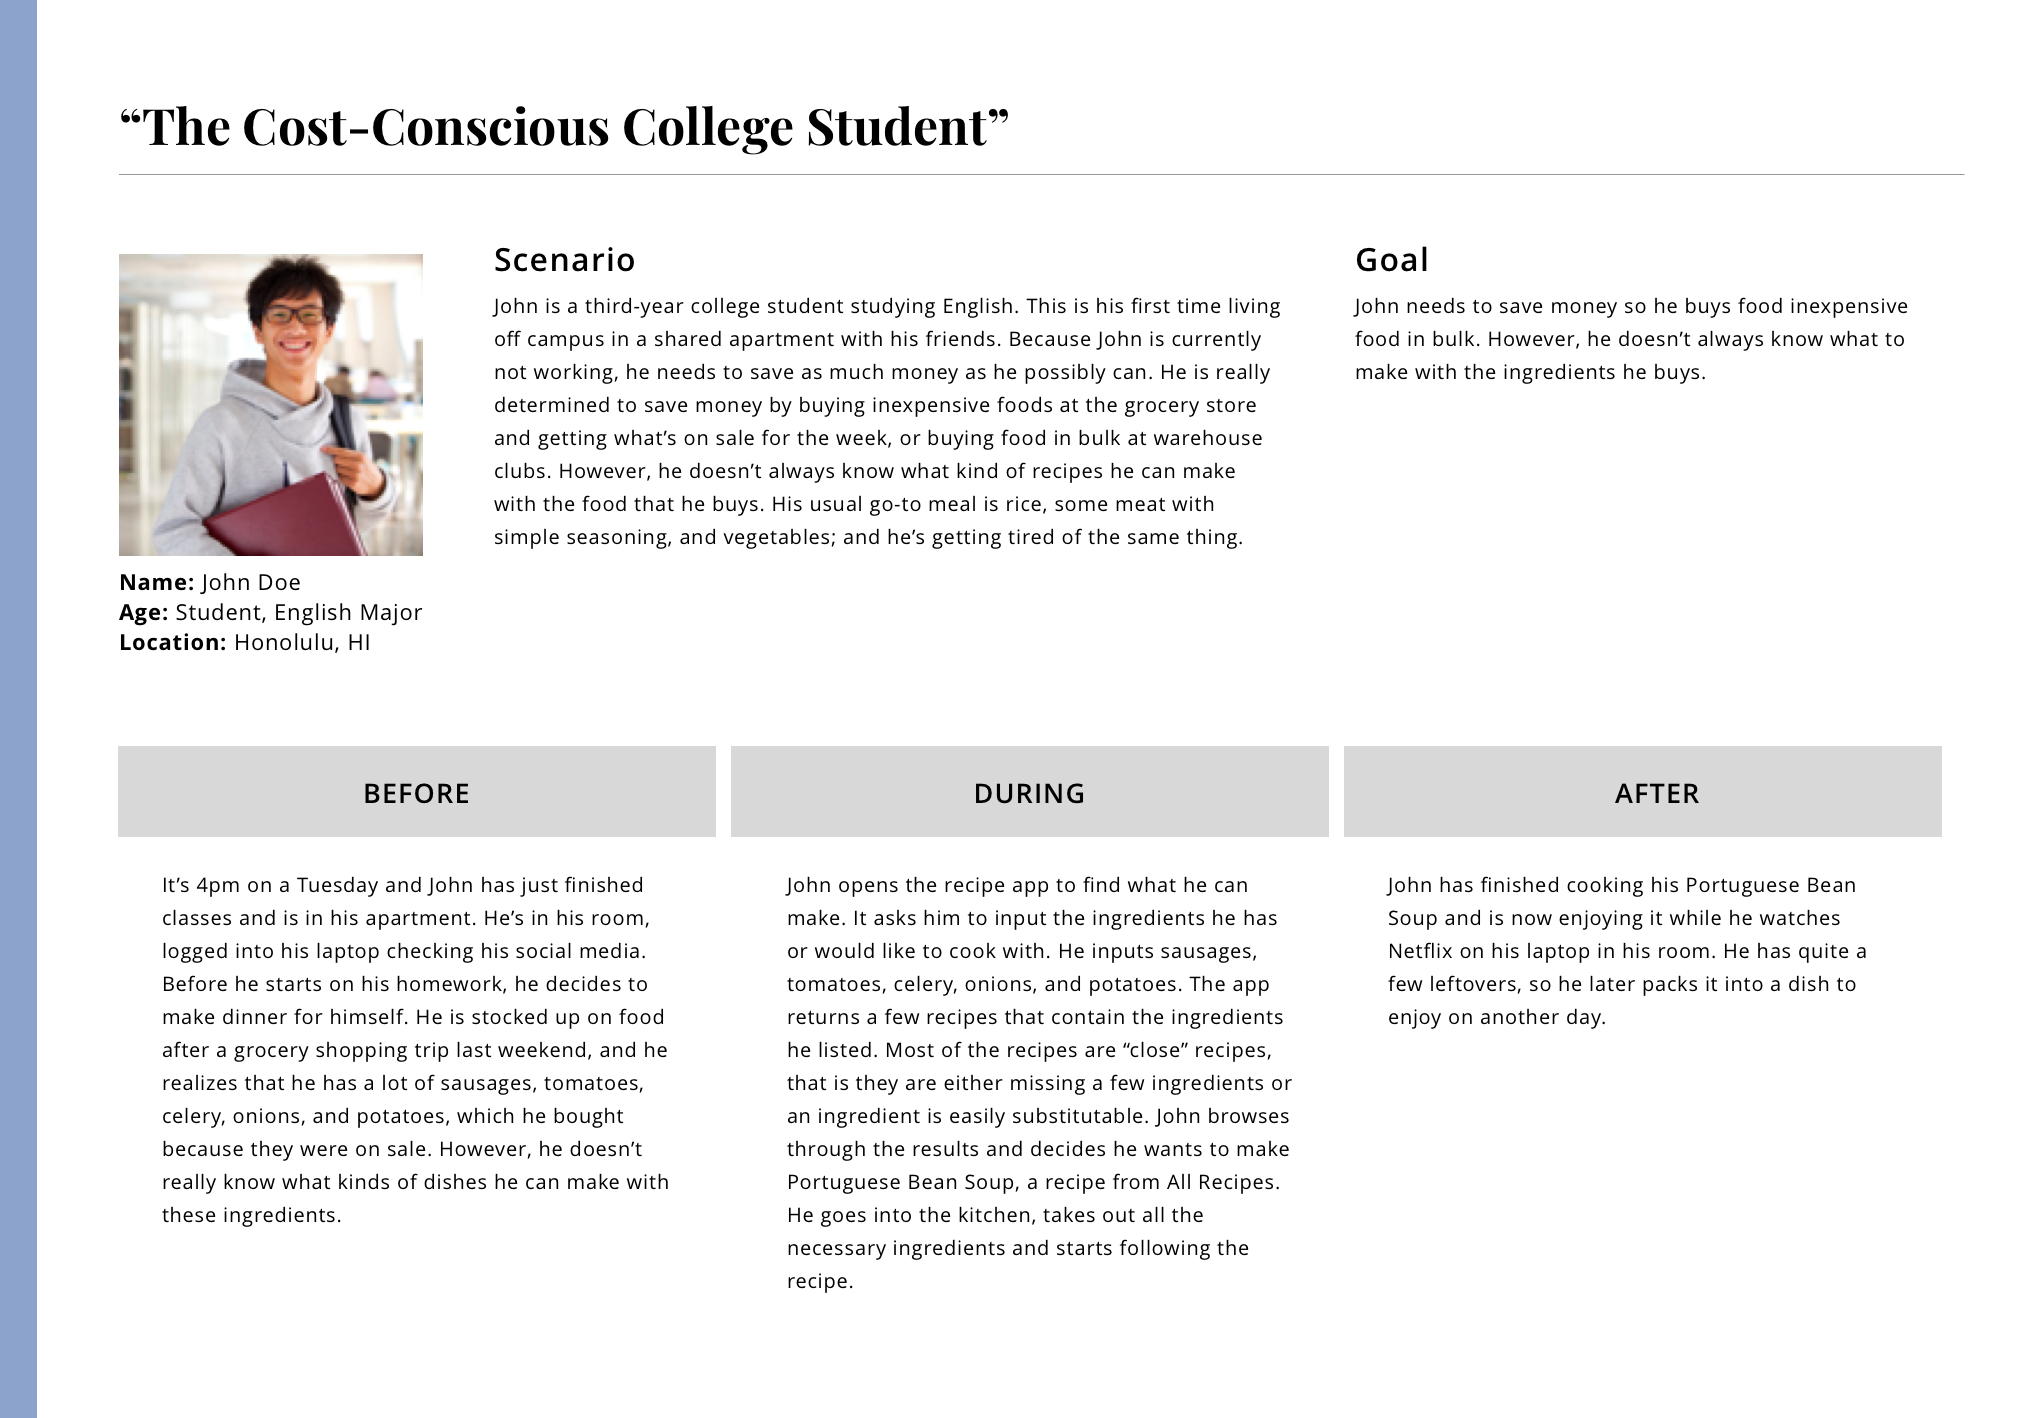 “The Cost-Conscious College Student”
Scenario
John is a third-year college student studying English. This is his first time living
off campus in a shared apartment with his friends. Because John is currently
not working, he needs to save as much money as he possibly can. He is really
determined to save money by buying inexpensive foods at the grocery store
and getting what’s on sale for the week, or buying food in bulk at warehouse
clubs. However, he doesn’t always know what kind of recipes he can make
with the food that he buys. His usual go-to meal is rice, some meat with
simple seasoning, and vegetables; and he’s getting tired of the same thing.
Goal
John needs to save money so he buys food inexpensive
food in bulk. However, he doesn’t always know what to
make with the ingredients he buys.
Name: John Doe
Age: Student, English Major
Location: Honolulu, HI
BEFORE
It’s 4pm on a Tuesday and John has just finished
classes and is in his apartment. He’s in his room,
logged into his laptop checking his social media.
Before he starts on his homework, he decides to
make dinner for himself. He is stocked up on food
after a grocery shopping trip last weekend, and he
realizes that he has a lot of sausages, tomatoes,
celery, onions, and potatoes, which he bought
because they were on sale. However, he doesn’t
really know what kinds of dishes he can make with
these ingredients.
DURING
John opens the recipe app to find what he can
make. It asks him to input the ingredients he has
or would like to cook with. He inputs sausages,
tomatoes, celery, onions, and potatoes. The app
returns a few recipes that contain the ingredients
he listed. Most of the recipes are “close” recipes,
that is they are either missing a few ingredients or
an ingredient is easily substitutable. John browses
through the results and decides he wants to make
Portuguese Bean Soup, a recipe from All Recipes.
He goes into the kitchen, takes out all the
necessary ingredients and starts following the
recipe.
AFTER
John has finished cooking his Portuguese Bean
Soup and is now enjoying it while he watches
Netflix on his laptop in his room. He has quite a
few leftovers, so he later packs it into a dish to
enjoy on another day.